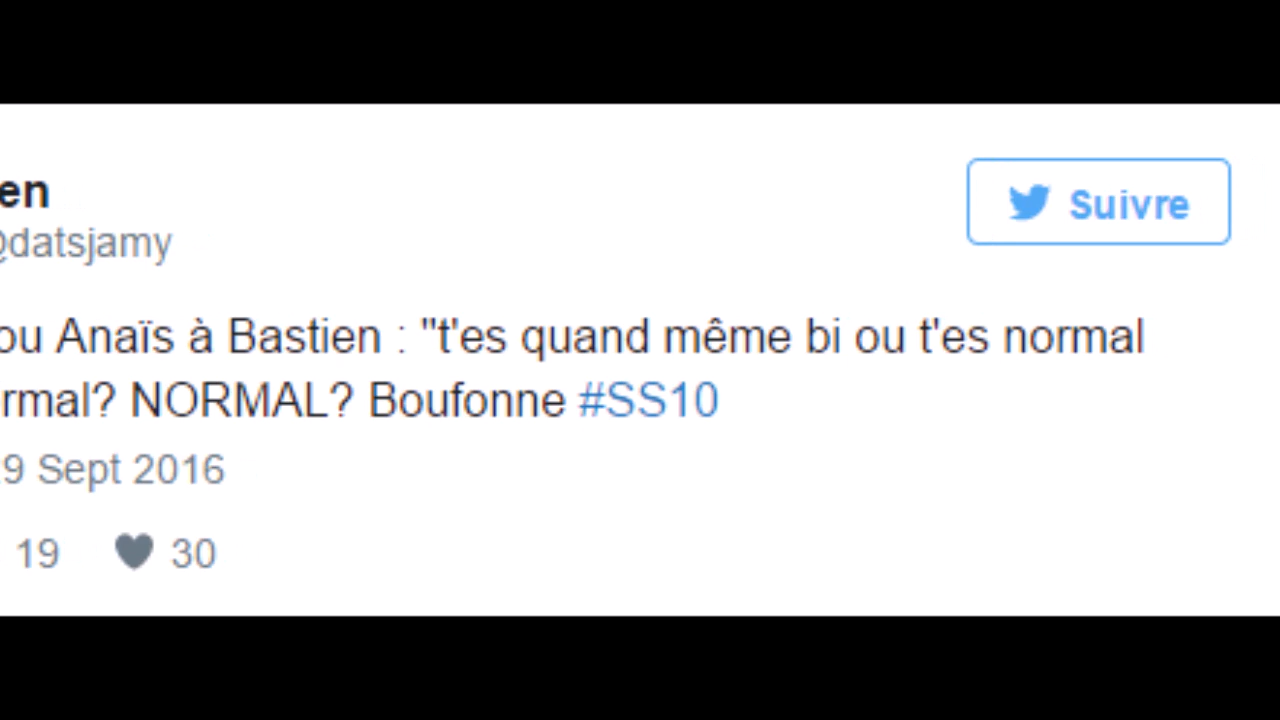 en
Suivre
@datsjamy
ou Anaïs à Bastien : "t'es quand même bi ou t'es normal
rmal? NORMAL? Boufonne #SS10
9 Sept 2016
19 30